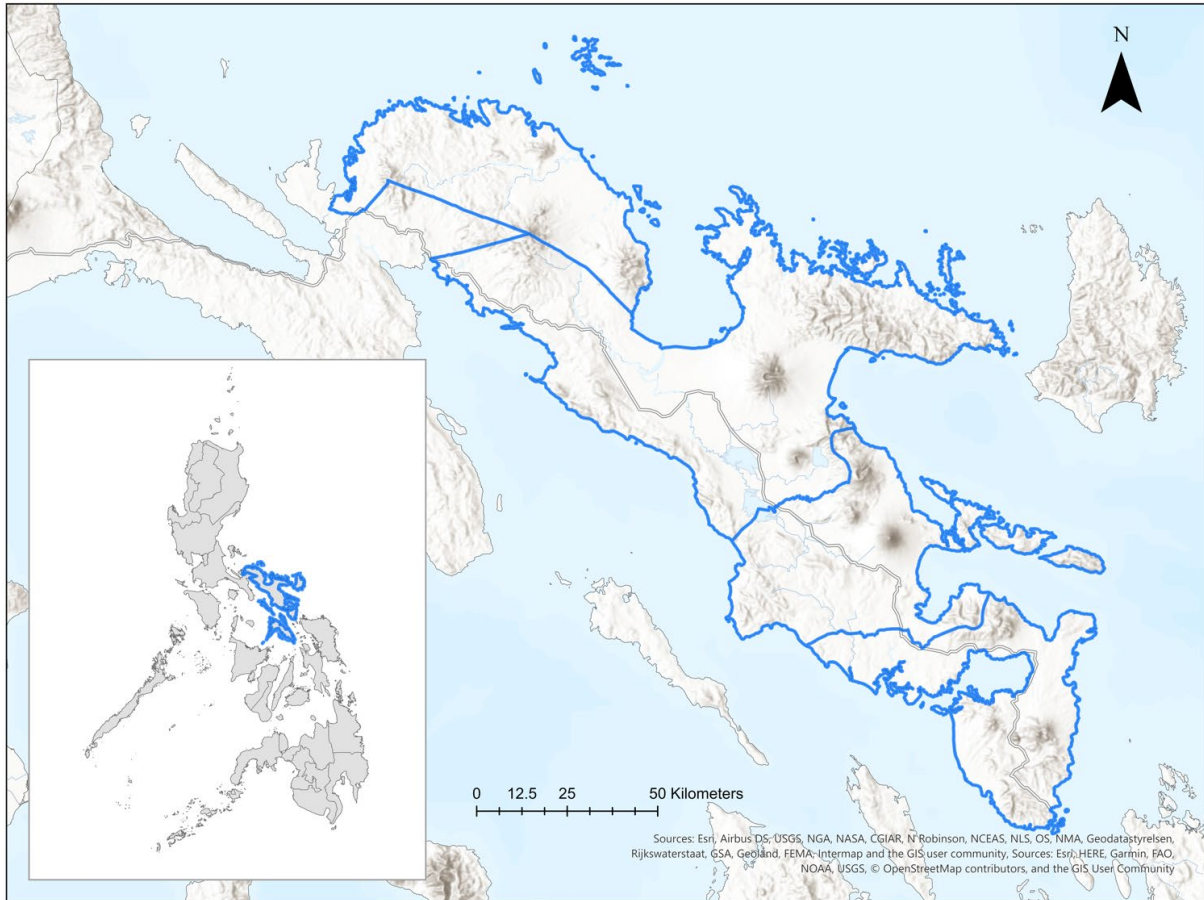 N
0 12.5 25 50 Kilometers
Sources: Esri, Airbus DS, USGS, NGA, NASA, CGIAR, N Robinson, NCEAS, NLS, OS, NMA, Geodatastyrelsen,
Rijkswaterstaat, GSA, Geoland, FEMA, Intermap and the GIS user community, Sources: Esri, HERE, Garmin, FAO,
NOAA, USGS, © OpenStreetMap contributors, and the GIS User Community